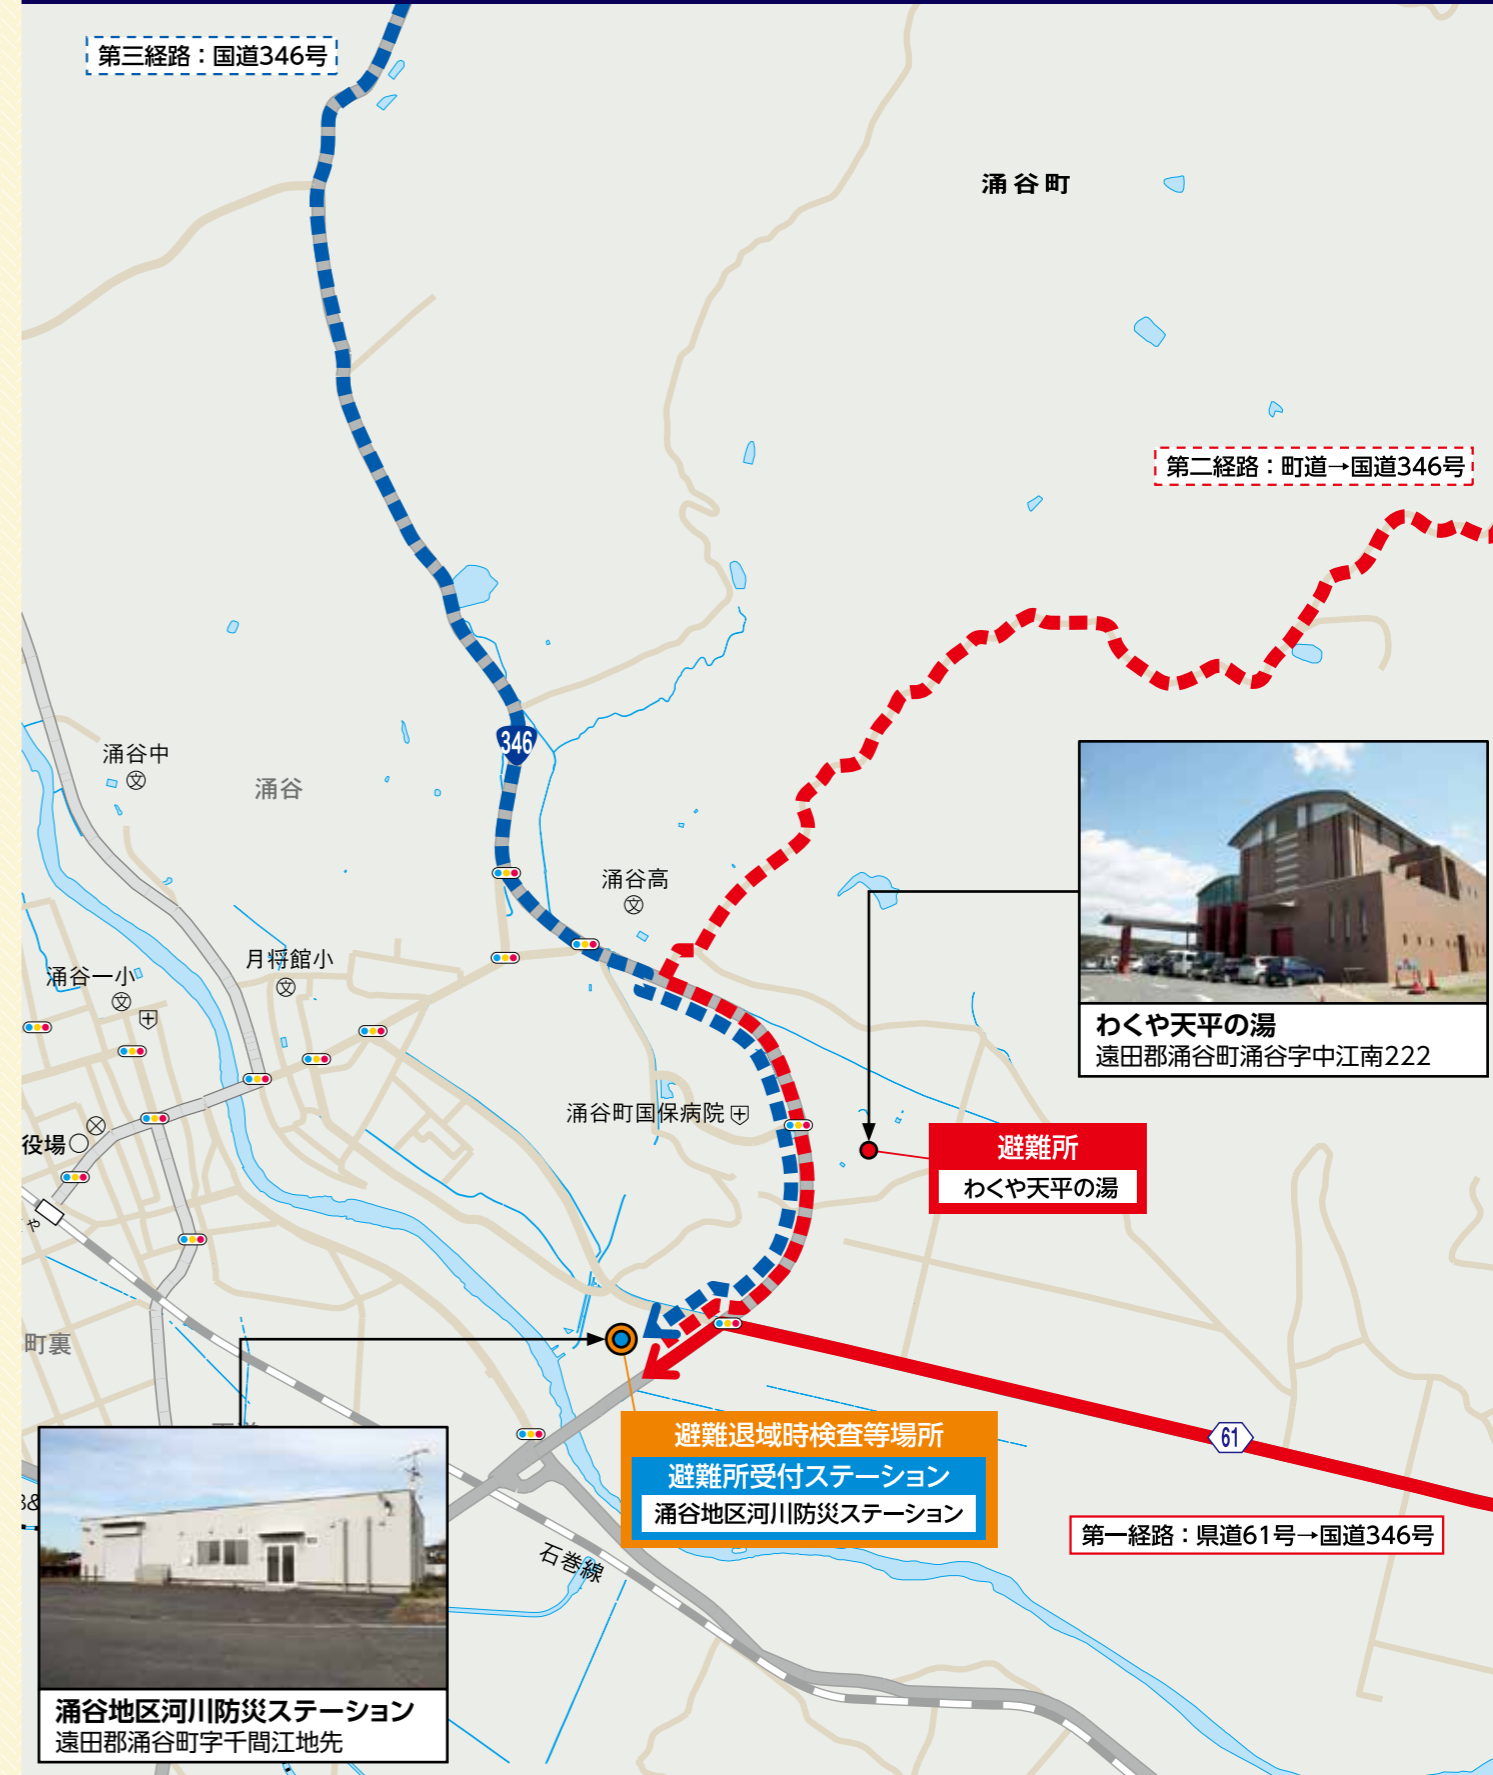 第三経路：国道346号
涌谷町
第二経路：町道→国道346号
346
涌谷中
涌谷
涌谷高
月将館小
涌谷一小
わくや天平の湯
遠田郡涌谷町涌谷字中江南222
涌谷町国保病院
役場
避難所
わくや天平の湯
や
町裏
避難退域時検査等場所
避難所受付ステーション
涌谷地区河川防災ステーション
61
第一経路：県道61号→国道346号
石巻線
涌谷地区河川防災ステーション
遠田郡涌谷町字千間江地先